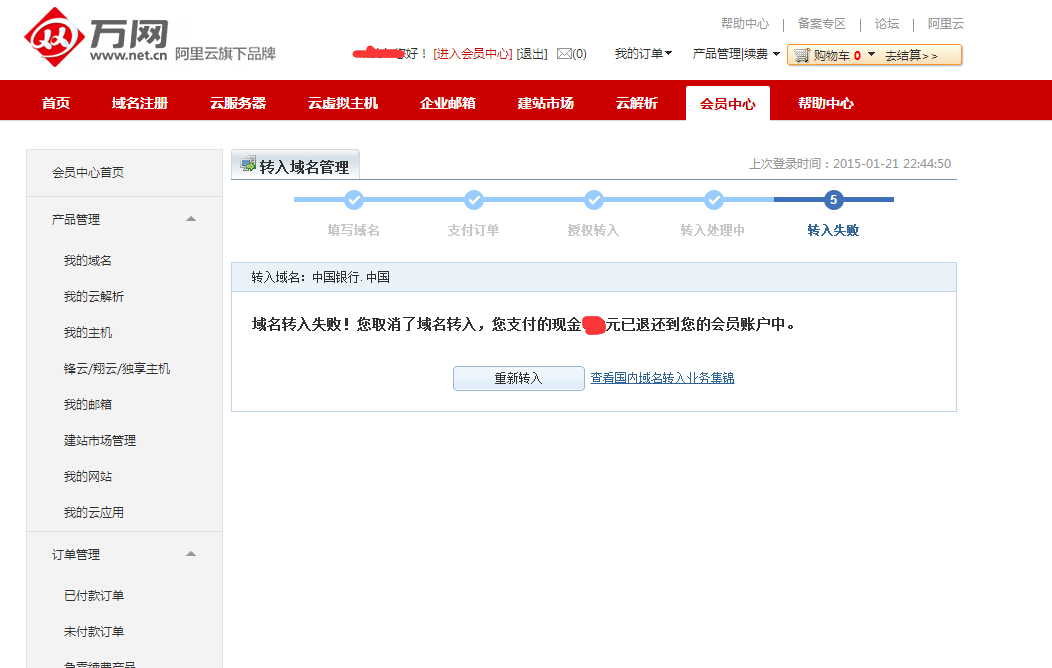 帮助中心 | 备案专区 | 论坛 | 阿里云
万网
www.net.cn 阿里云旗下品牌
您好！ [进入会员中心] [退出] (0) 我的订单 产品管理|续费 购物车 0 去结算>>
首页 域名注册 云服务器 云虚拟主机 企业邮箱 建站市场 云解析 会员中心 帮助中心
会员中心首页
产品管理
我的域名
我的云解析
我的主机
锋云/翔云/独享主机
我的邮箱
建站市场管理
我的网站
我的云应用
订单管理
已付款订单
未付款订单
急需续费产品
转入域名管理 上次登录时间：2015-01-21 22:44:50
5
填写域名 支付订单 授权转入 转入处理中 转入失败
转入域名：中国银行.中国
域名转入失败！您取消了域名转入，您支付的现金元已退还到您的会员账户中。
重新转入 查看国内域名转入业务集锦